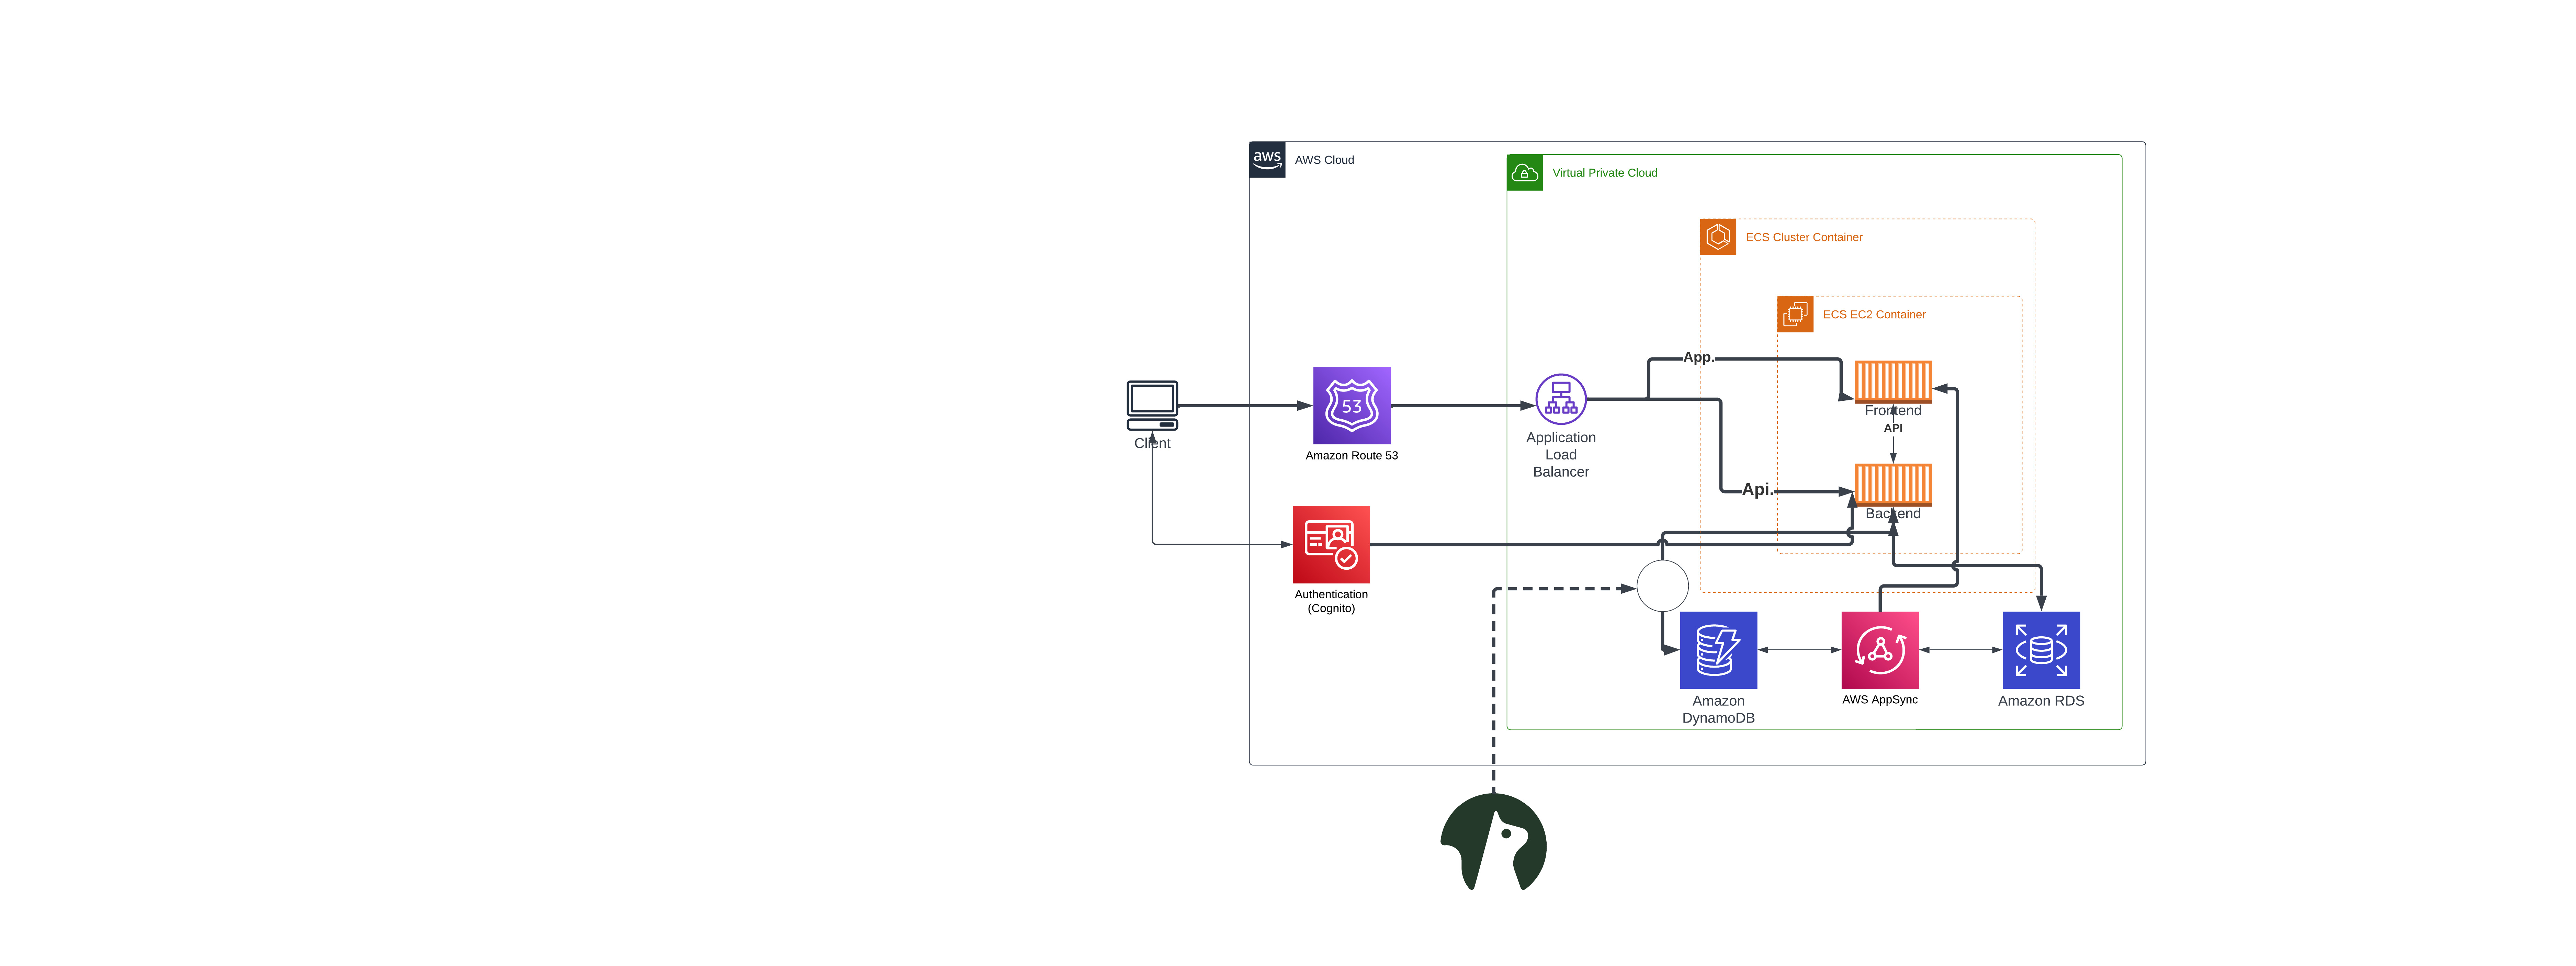 aws
AWS Cloud
Virtual Private Cloud
ECS Cluster Container
ECS EC2 Container
App.
53
Frontend
API
Client
Application
Load
Balancer
Amazon Route 53
Api.
Backend
Authentication
(Cognito)
Amazon
DynamoDB
AWS AppSync
Amazon RDS